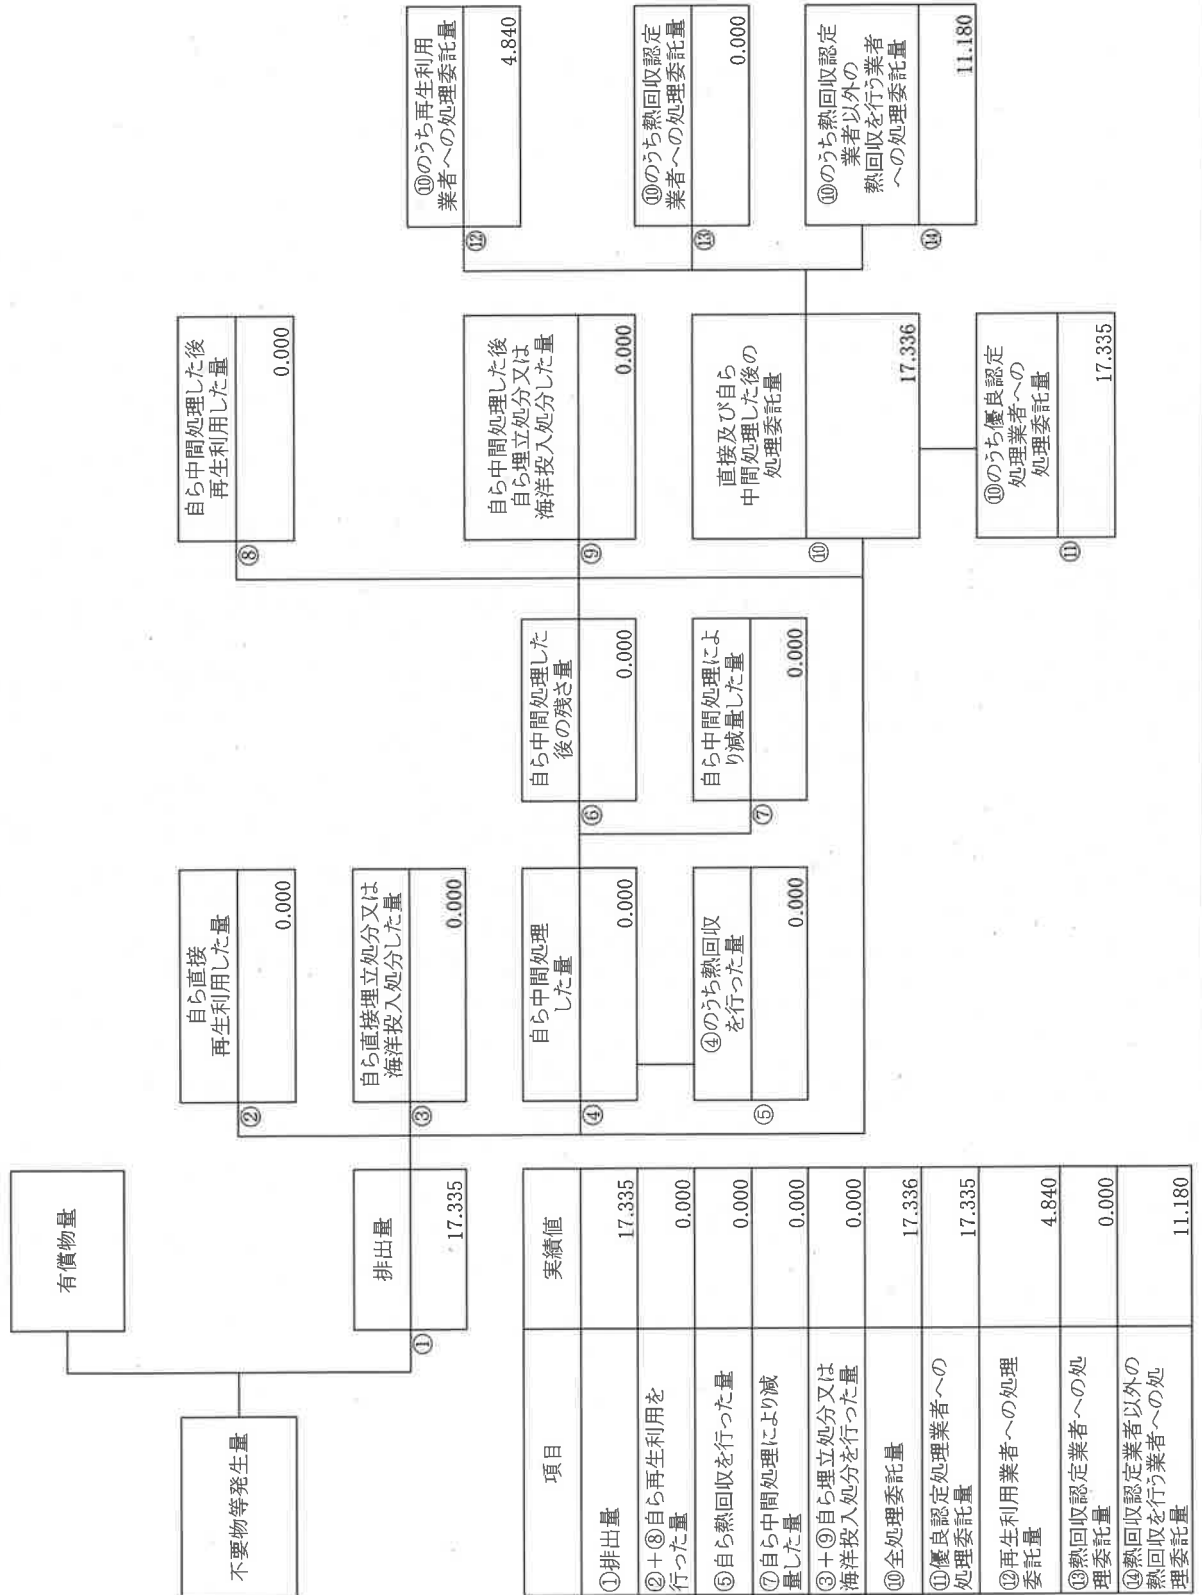 不要物等発生量
有償物量
排出量
①
17.335
自ら直接
再生利用した量
②
0.000
自ら直接埋立処分又は
海洋投入処分した量
③
0.000
自ら中間処理
した量
④
0.000
④のうち熱回収
を行った量
⑤
0.000
自ら中間処理した
後の残さ量
⑥
0.000
自ら中間処理によ
り減量した量
⑦
0.000
自ら中間処理した後
再生利用した量
⑧
0.000
自ら中間処理した後
自ら埋立処分又は
海洋投入処分した量
⑨
0.000
直接及び自ら
中間処理した後の
処理委託量
⑩
17.336
⑩のうち優良認定
処理業者への
処理委託量
⑪
17.335
⑩のうち再生利用
業者への処理委託量
⑫
4.840
⑩のうち熱回収認定
業者への処理委託量
⑬
0.000
⑩のうち熱回収認定
業者以外の
熱回収を行う業者
への処理委託量
⑭
11.180
項目 実績値
①排出量 17.335
②+⑧自ら再生利用を
行った量 0.000
⑤自ら熱回収を行った量 0.000
⑦自ら中間処理により減
量した量 0.000
③+⑨自ら埋立処分又は
海洋投入処分を行った量 0.000
⑩全処理委託量 17.336
⑪優良認定処理業者への
処理委託量 17.335
⑫再生利用業者への処理
委託量 4.840
⑬熱回収認定業者への処
理委託量 0.000
⑭熱回収認定業者以外の
熱回収を行う業者への処
理委託量 11.180